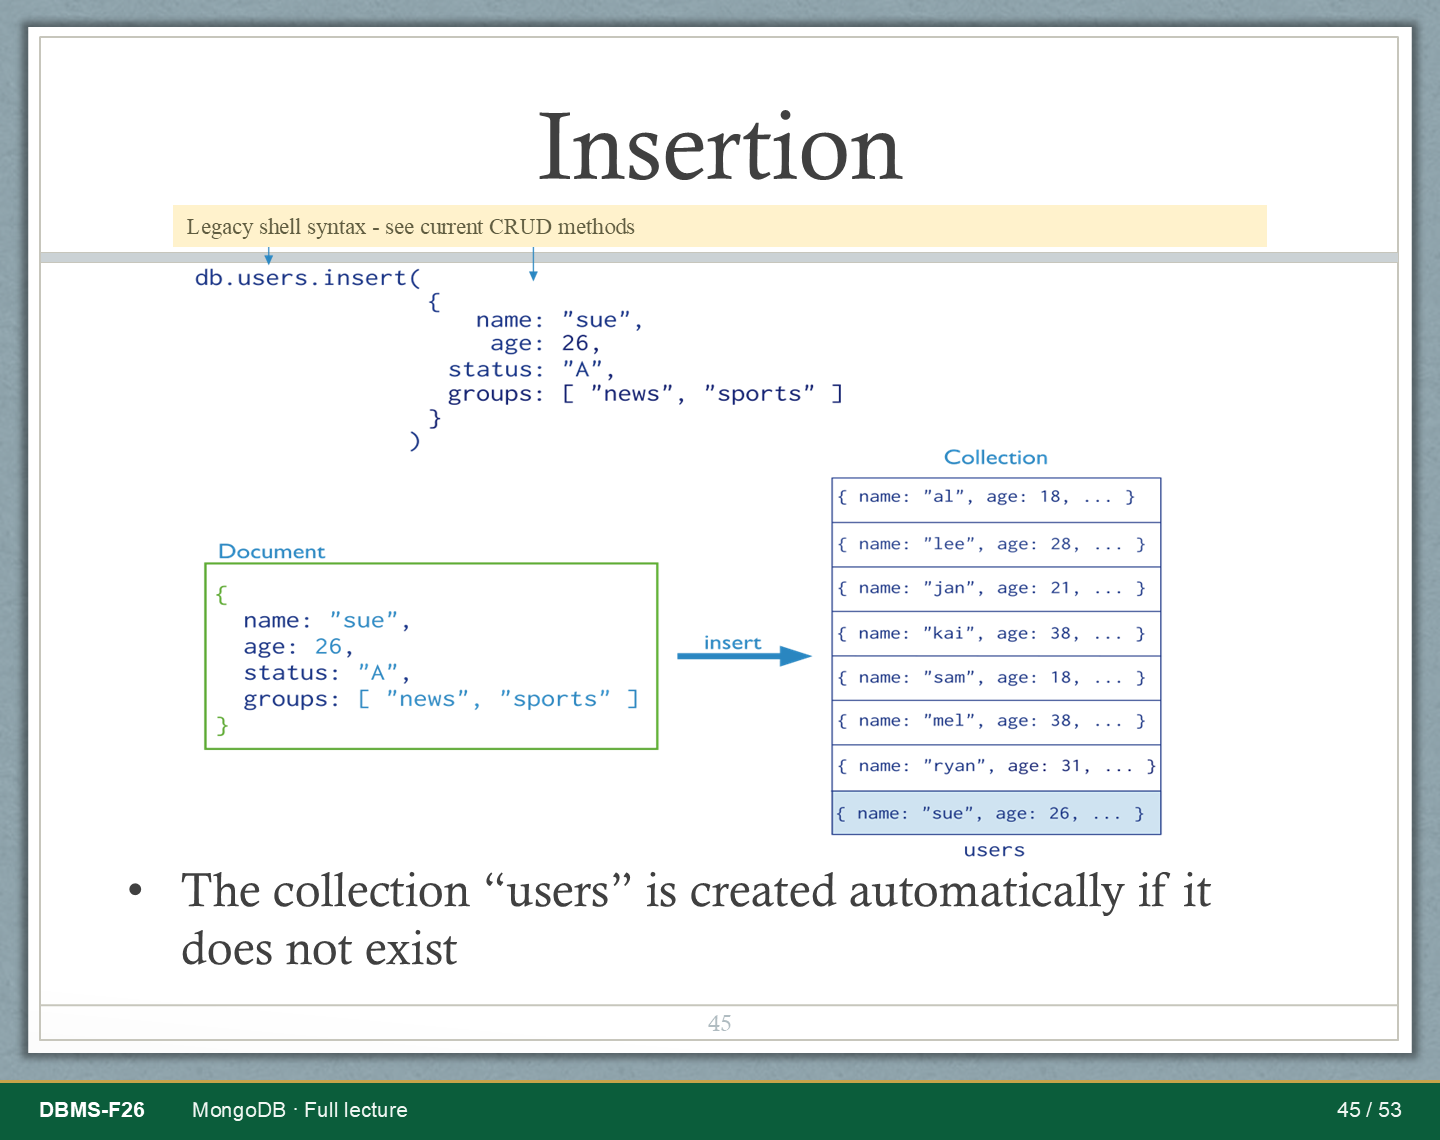 Insertion
Legacy shell syntax - see current CRUD methods
db.users.insert(
{
name: "sue",
age: 26,
status: "A",
groups: [ "news", "sports" ]
}
)
Collection
{ name: "al", age: 18, ... }
{ name: "lee", age: 28, ... }
{ name: "jan", age: 21, ... }
{ name: "kai", age: 38, ... }
{ name: "sam", age: 18, ... }
{ name: "mel", age: 38, ... }
{ name: "ryan", age: 31, ... }
{ name: "sue", age: 26, ... }
users
Document
{
name: "sue",
age: 26,
status: "A",
groups: [ "news", "sports" ]
}
insert
• The collection “users” is created automatically if it
does not exist
45
DBMS-F26 MongoDB · Full lecture 45 / 53